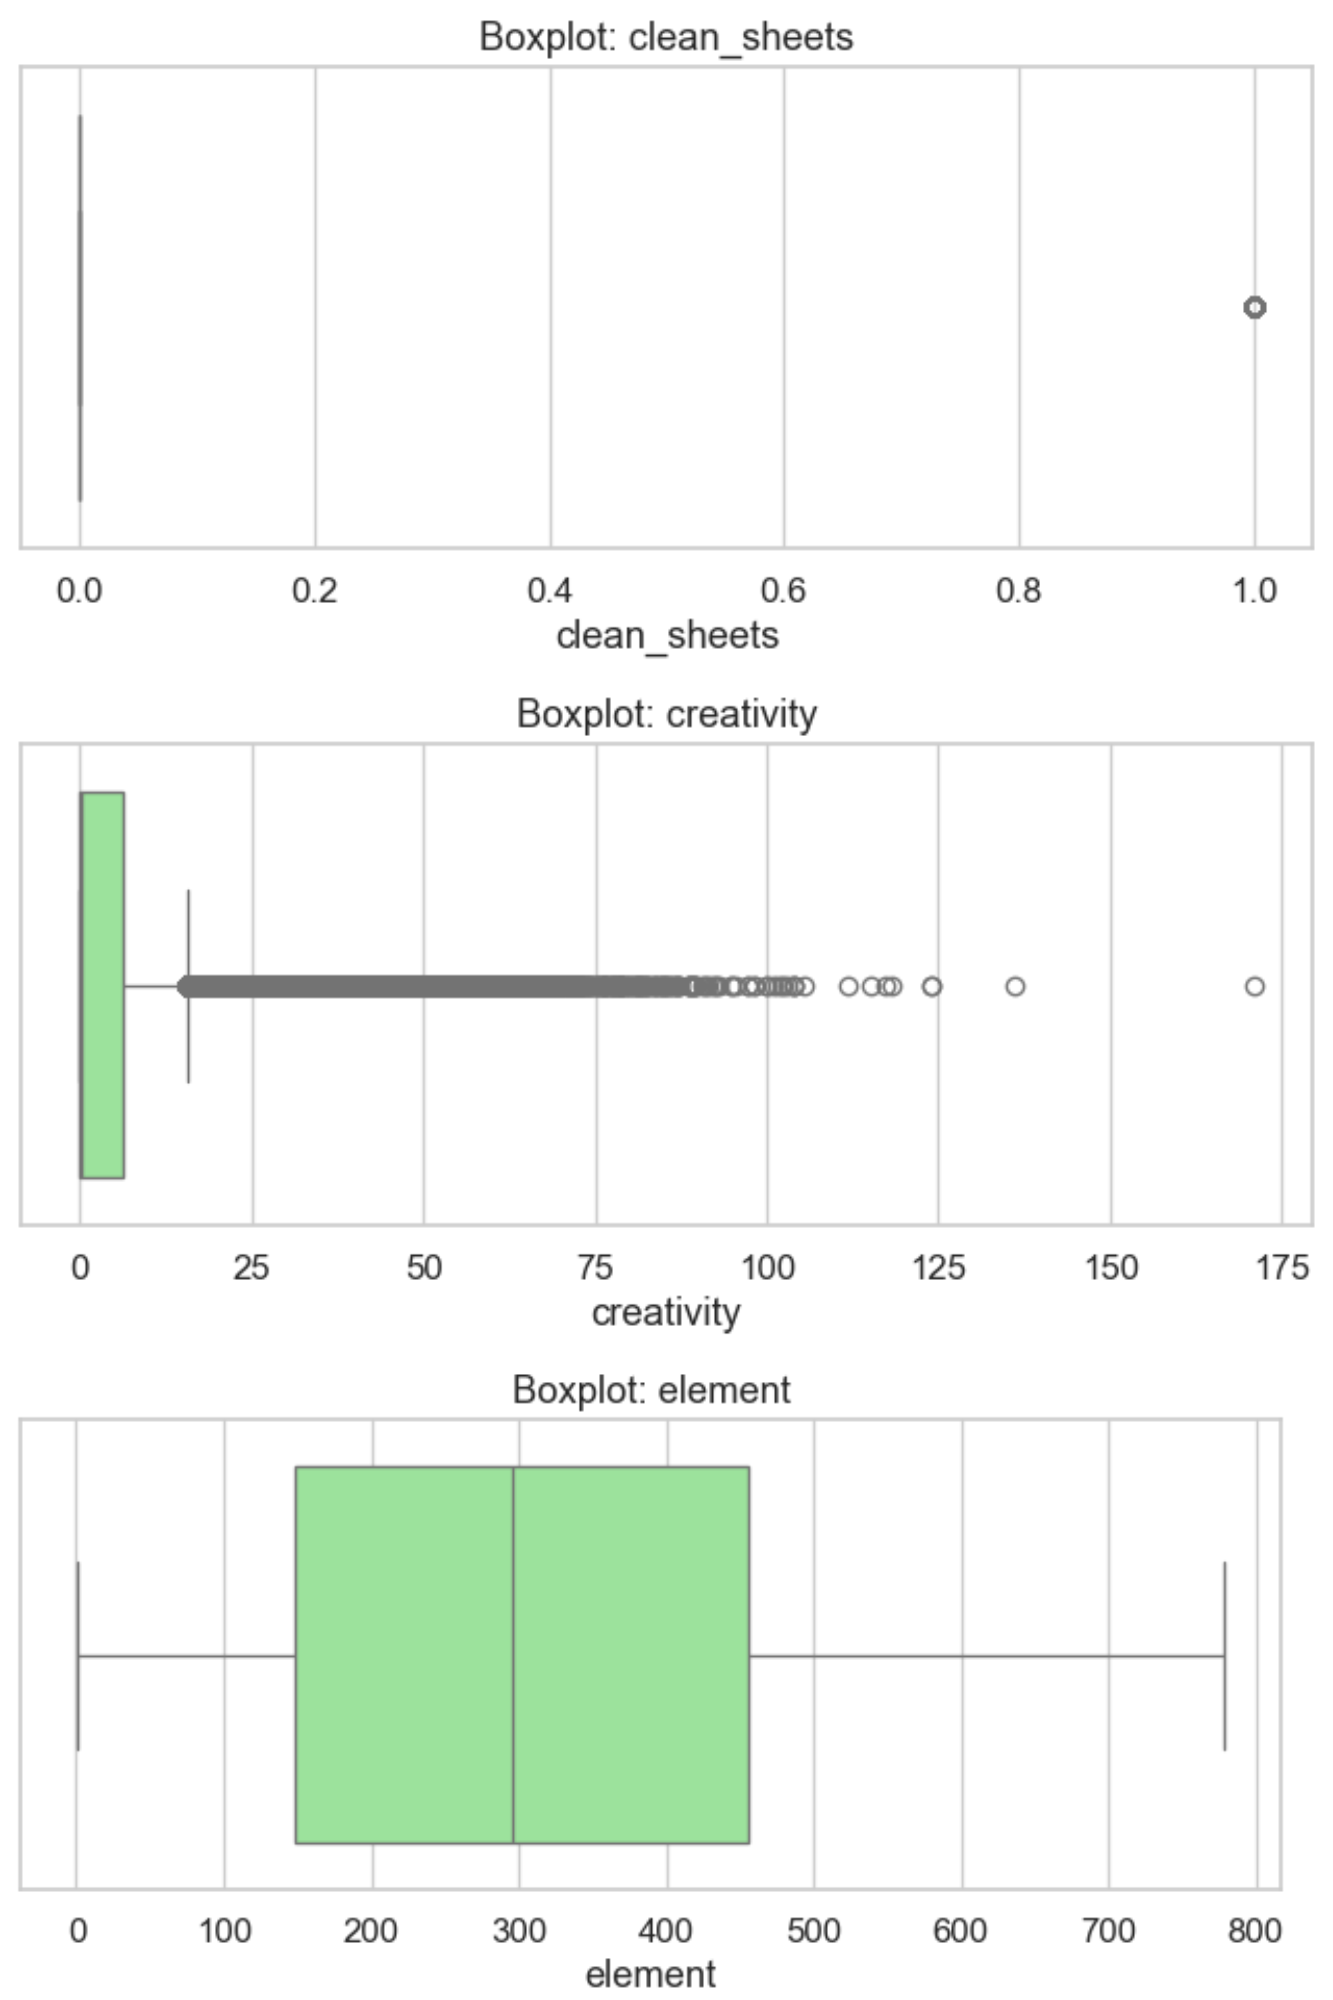 Boxplot: clean_sheets
0.0 0.2 0.4 0.6 0.8 1.0
clean_sheets
Boxplot: creativity
0 25 50 75 100 125 150 175
creativity
Boxplot: element
0 100 200 300 400 500 600 700 800
element